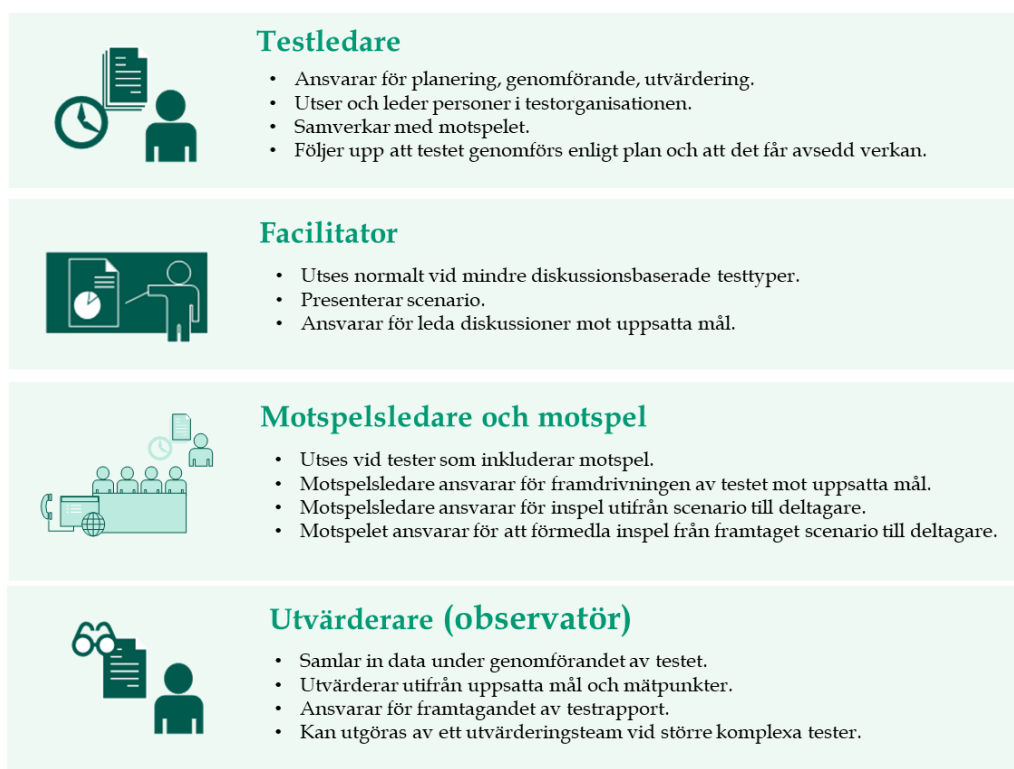 Testledare
• Ansvarar för planering, genomförande, utvärdering.
• Utser och leder personer i testorganisationen.
• Samverkar med motspelet.
• Följer upp att testet genomförs enligt plan och att det får avsedd verkan.
Facilitator
• Utses normalt vid mindre diskussionsbaserade testtyper.
• Presenterar scenario.
• Ansvarar för leda diskussioner mot uppsatta mål.
Motspelsledare och motspel
• Utses vid tester som inkluderar motspel.
• Motspelsledare ansvarar för framdrivningen av testet mot uppsatta mål.
• Motspelsledare ansvarar för inspel utifrån scenario till deltagare.
• Motspelet ansvarar för att förmedla inspel från framtaget scenario till deltagare.
Utvärderare (observatör)
• Samlar in data under genomförandet av testet.
• Utvärderar utifrån uppsatta mål och mätpunkter.
• Ansvarar för framtagandet av testrapport.
• Kan utgöras av ett utvärderingsteam vid större komplexa tester.